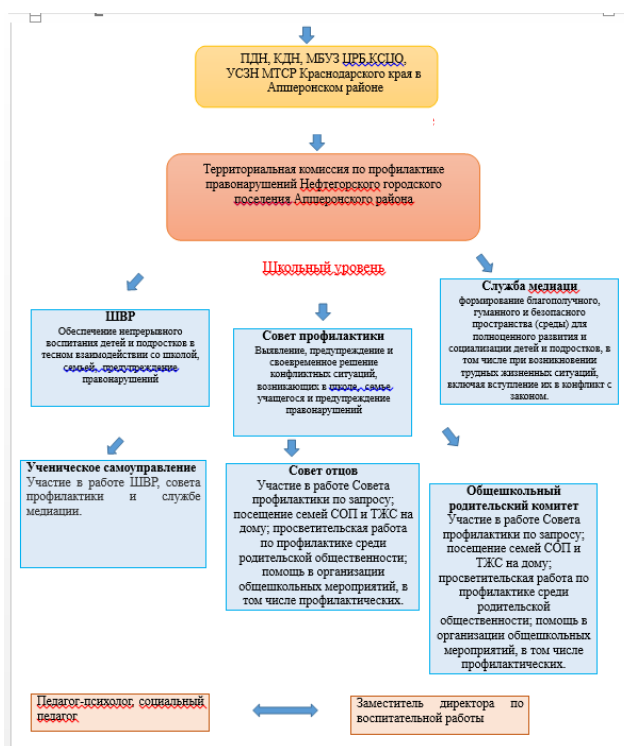 ПДН, КДН, МБУЗ ЦРБ,КСЦО,
УСЗН МТСР Краснодарского края в
Апшеронском районе
Территориальная комиссия по профилактике
правонарушений Нефтегорского городского
поселения Апшеронского района
Школьный уровень
ШВР
Обеспечение непрерывного
воспитания детей и подростков в
тесном взаимодействии со школой,
семьей, предупреждение
правонарушений
Совет профилактики
Выявление, предупреждение и
своевременное решение
конфликтных ситуаций,
возникающих в школе, семье
учащегося и предупреждение
правонарушений
Служба медиаци
формирование благополучного,
гуманного и безопасного
пространства (среды) для
полноценного развития и
социализации детей и подростков, в
том числе при возникновении
трудных жизненных ситуаций,
включая вступление их в конфликт с
законом.
Ученическое самоуправление
Участие в работе ШВР, совета
профилактики и службе
медиации.
Совет отцов
Участие в работе Совета
профилактики по запросу;
посещение семей СОП и ТЖС на
дому; просветительская работа
по профилактике среди
родительской общественности;
помощь в организации
общешкольных мероприятий, в
том числе профилактических.
Общешкольный
родительский комитет
Участие в работе Совета
профилактики по запросу;
посещение семей СОП и
ТЖС на дому;
просветительская работа по
профилактике среди
родительской
общественности; помощь в
организации общешкольных
мероприятий, в том числе
профилактических.
Педагог-психолог, социальный
педагог
Заместитель директора по
воспитательной работы